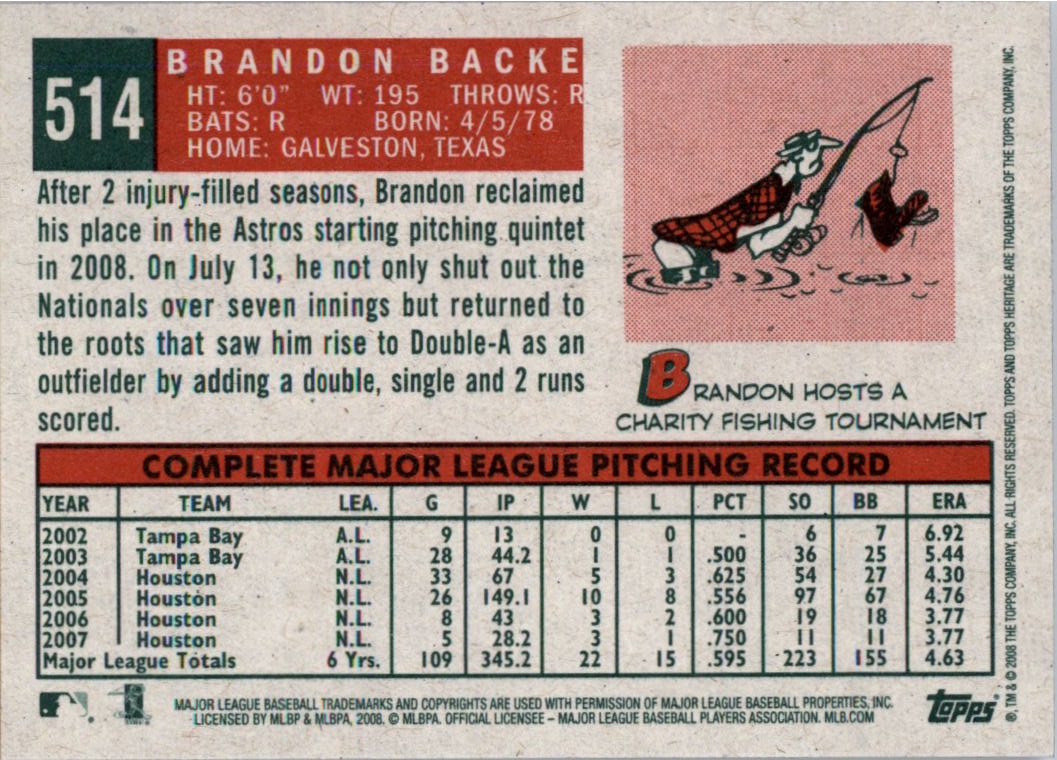 514
BRANDON BACKE
HT: 6'0" WT: 195 THROWS: R
BATS: R BORN: 4/5/78
HOME: GALVESTON, TEXAS
After 2 injury-filled seasons, Brandon reclaimed
his place in the Astros starting pitching quintet
in 2008. On July 13, he not only shut out the
Nationals over seven innings but returned to
the roots that saw him rise to Double-A as an
outfielder by adding a double, single and 2 runs
scored.
BRANDON HOSTS A
CHARITY FISHING TOURNAMENT
COMPLETE MAJOR LEAGUE PITCHING RECORD
YEAR TEAM LEA. G IP W L PCT SO BB ERA
2002 Tampa Bay A.L. 9 13 0 0 - 6 7 6.92
2003 Tampa Bay A.L. 28 44.2 1 1 .500 36 25 5.44
2004 Houston N.L. 33 67 5 3 .625 54 27 4.30
2005 Houston N.L. 26 149.1 10 8 .556 97 67 4.76
2006 Houston N.L. 8 43 3 2 .600 19 18 3.77
2007 Houston N.L. 5 28.2 3 1 .750 11 11 3.77
Major League Totals 6 Yrs. 109 345.2 22 15 .595 223 155 4.63
MAJOR LEAGUE BASEBALL TRADEMARKS AND COPYRIGHTS ARE USED WITH PERMISSION OF MAJOR LEAGUE BASEBALL PROPERTIES, INC.
LICENSED BY MLBP & MLBPA, 2008. © MLBPA. OFFICIAL LICENSEE – MAJOR LEAGUE BASEBALL PLAYERS ASSOCIATION. MLB.COM
Topps
®, TM & © 2008 THE TOPPS COMPANY, INC. ALL RIGHTS RESERVED. TOPPS AND TOPPS HERITAGE ARE TRADEMARKS OF THE TOPPS COMPANY, INC.